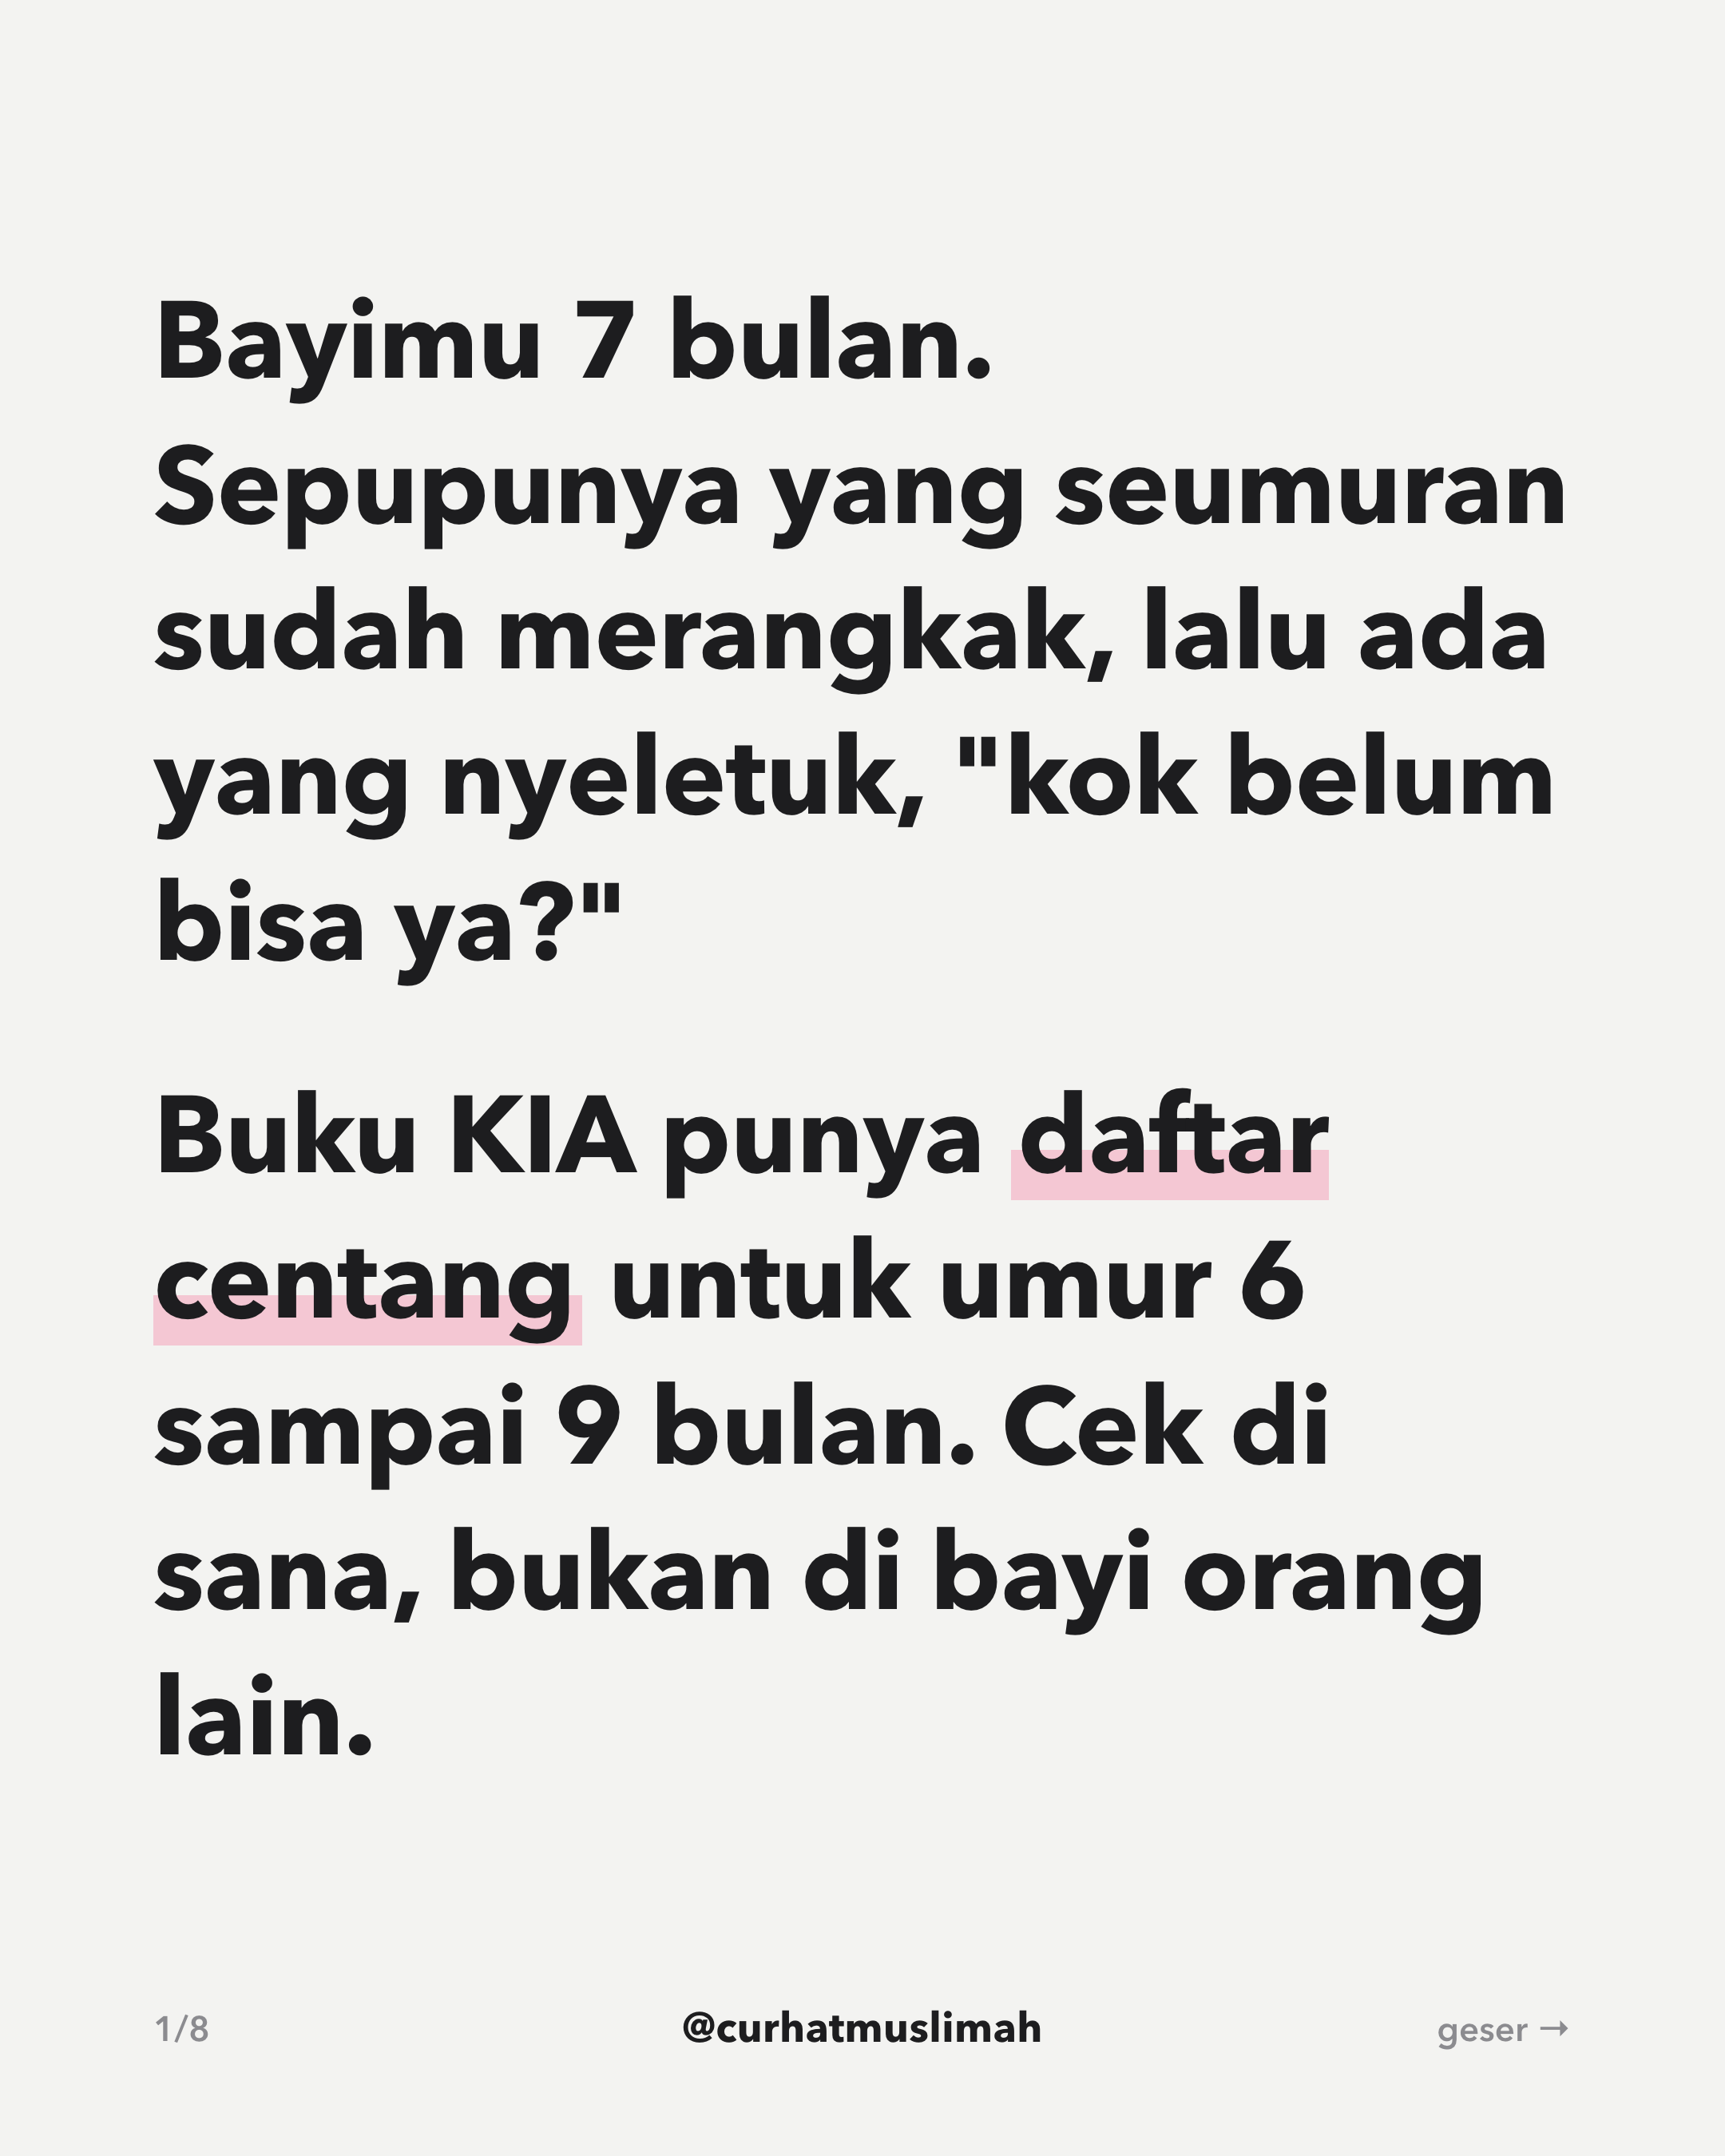 Bayimu 7 bulan.
Sepupunya yang seumuran
sudah merangkak, lalu ada
yang nyeletuk, "kok belum
bisa ya?"
Buku KIA punya daftar
centang untuk umur 6
sampai 9 bulan. Cek di
sana, bukan di bayi orang
lain.
1/8
@curhatmuslimah
geser →